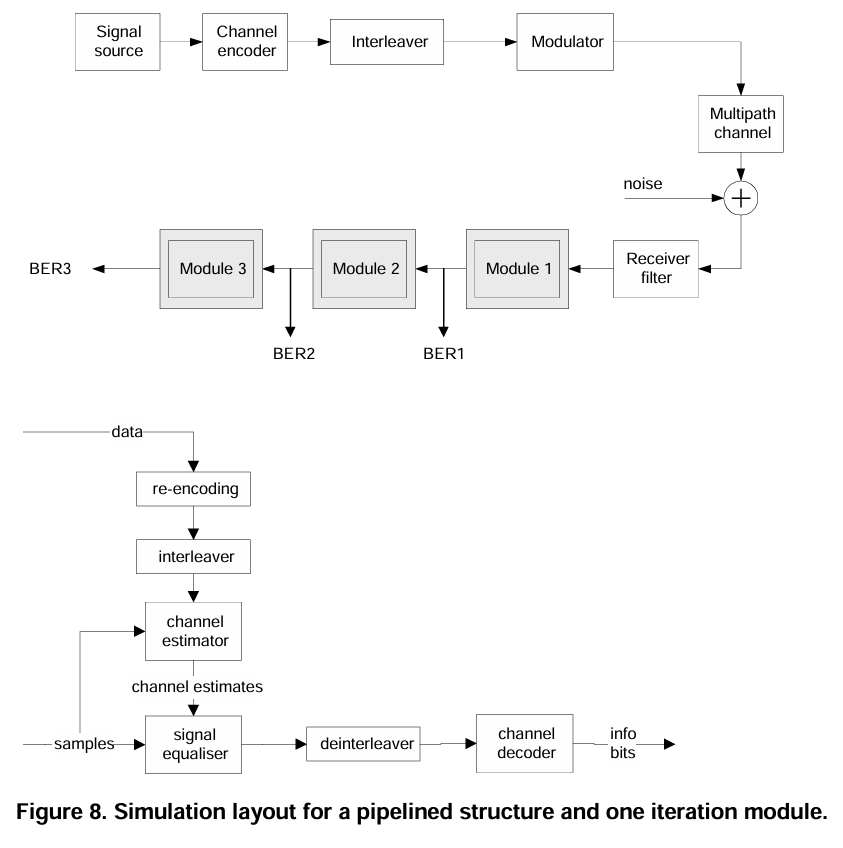 Signal
source
Channel
encoder
Interleaver
Modulator
Multipath
channel
noise
+
BER3
Module 3
Module 2
Module 1
Receiver
filter
BER2
BER1
data
re-encoding
interleaver
channel
estimator
channel estimates
samples
signal
equaliser
deinterleaver
channel
decoder
info
bits
Figure 8. Simulation layout for a pipelined structure and one iteration module.